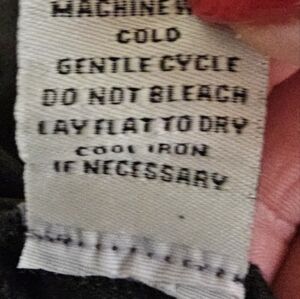 MACHINE
COLD
GENTLE CYCLE
DO NOT BLEACH
LAY FLAT TO DRY
COOL IRON
IF NECESSARY